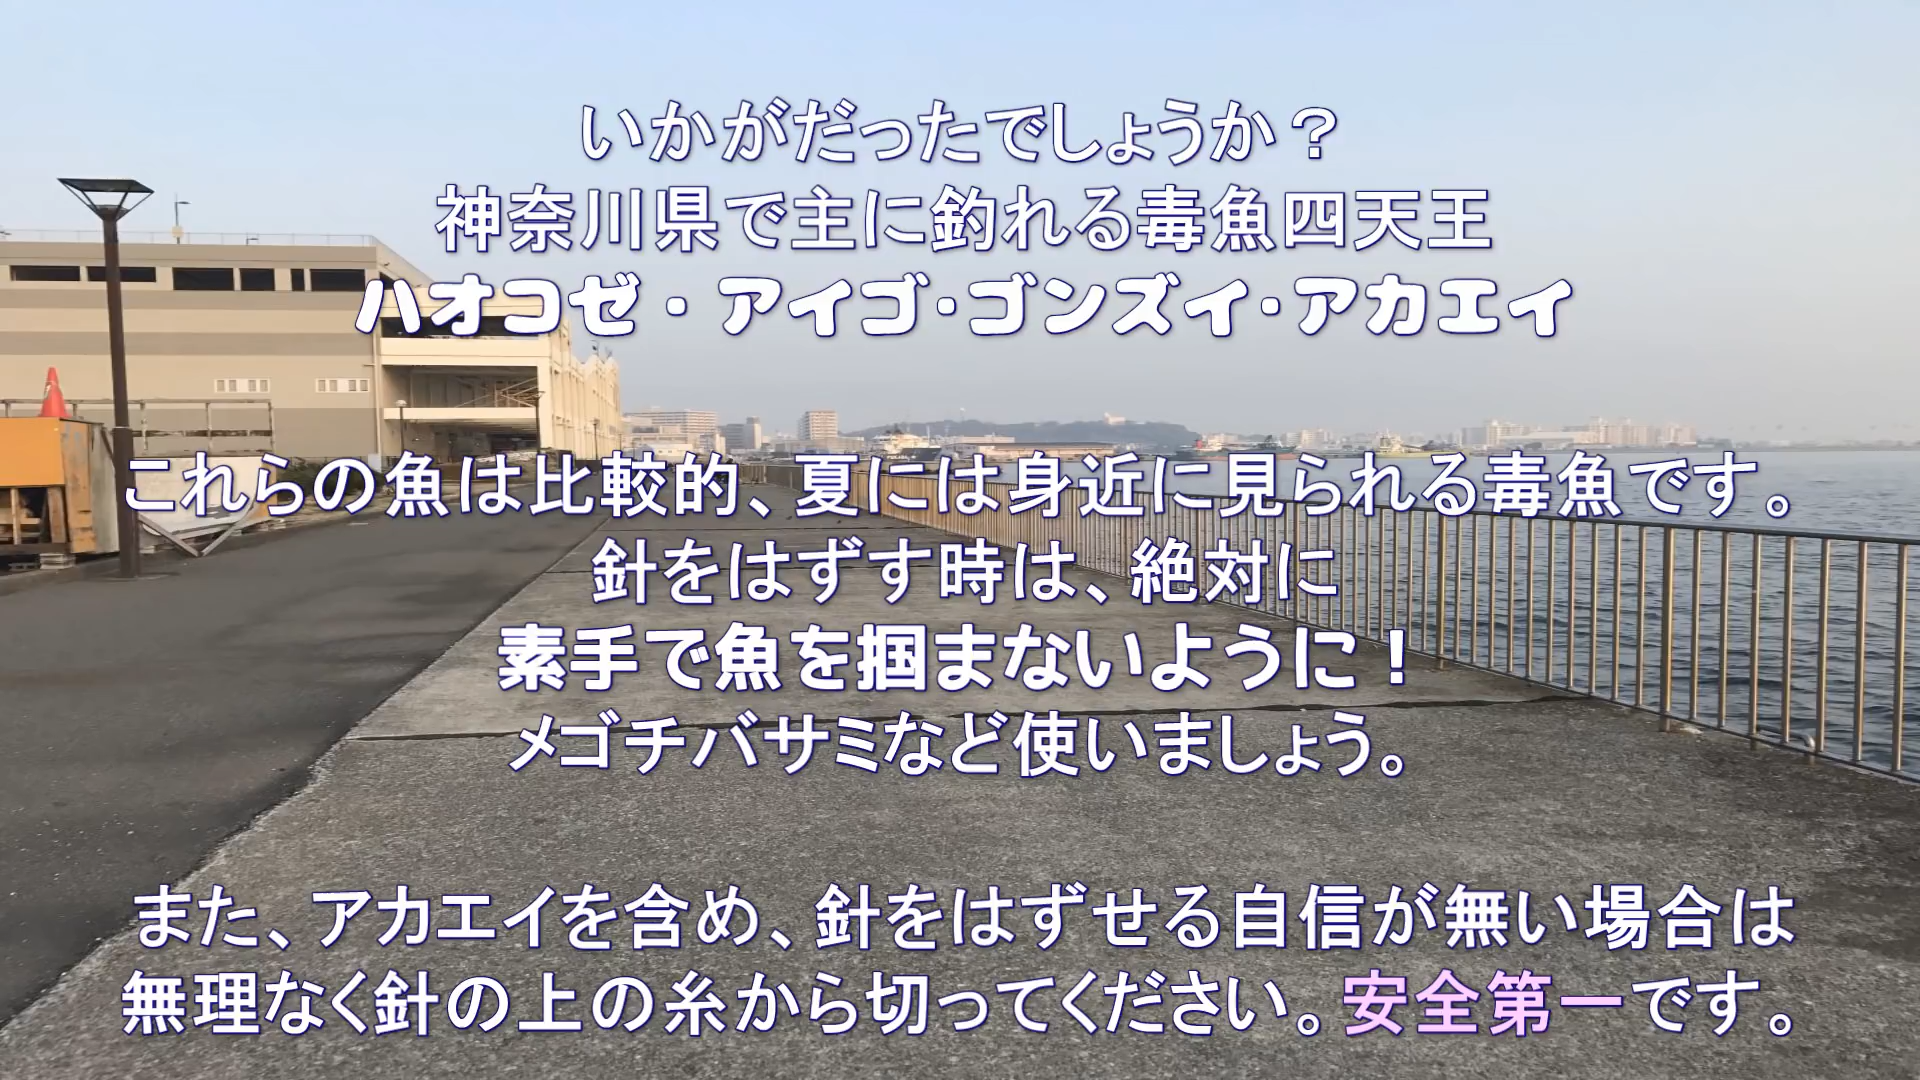 いかがだったでしょうか？
神奈川県で主に釣れる毒魚四天王
ハオコゼ・アイゴ・ゴンズイ・アカエイ
これらの魚は比較的、夏には身近に見られる毒魚です。
針をはずす時は、絶対に
素手で魚を掴まないように！
メゴチバサミなど使いましょう。
また、アカエイを含め、針をはずせる自信が無い場合は
無理なく針の上の糸から切ってください。安全第一です。